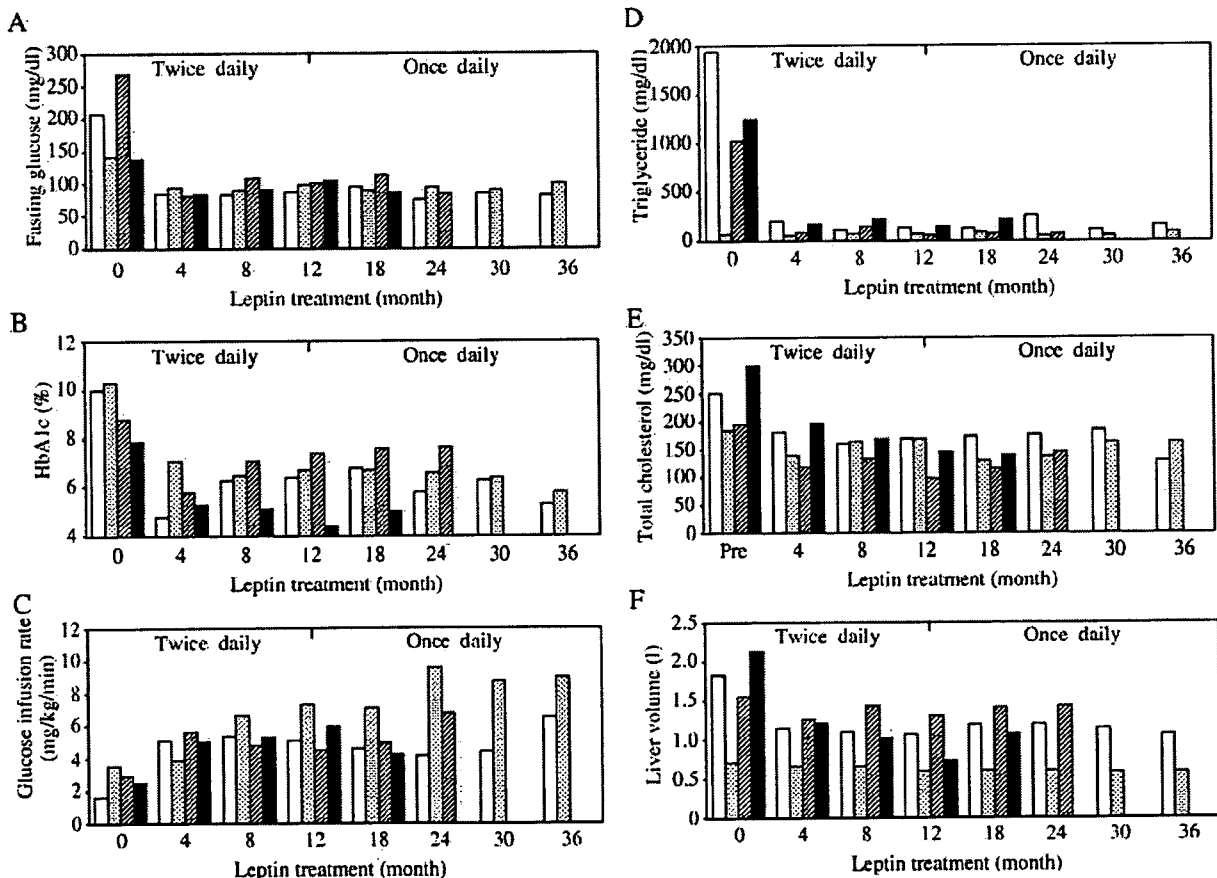 A
Fusting glucose (mg/dl)
300
250
200
150
100
50
0
Twice daily
Once daily
0 4 8 12 18 24 30 36
Leptin treatment (month)
B
HbA1c (%)
12
10
8
6
4
Twice daily
Once daily
0 4 8 12 18 24 30 36
Leptin treatment (month)
C
Glucose infusion rate
(mg/kg/min)
12
10
8
6
4
2
0
Twice daily
Once daily
0 4 8 12 18 24 30 36
Leptin treatment (month)
D
Triglyceride (mg/dl)
2000
1500
1000
500
0
Twice daily
Once daily
0 4 8 12 18 24 30 36
Leptin treatment (month)
E
Total cholesterol (mg/dl)
350
300
250
200
150
100
50
0
Twice daily
Once daily
Pre 4 8 12 18 24 30 36
Leptin treatment (month)
F
Liver volume (l)
2.5
2.0
1.5
1.0
0.5
0
Twice daily
Once daily
0 4 8 12 18 24 30 36
Leptin treatment (month)